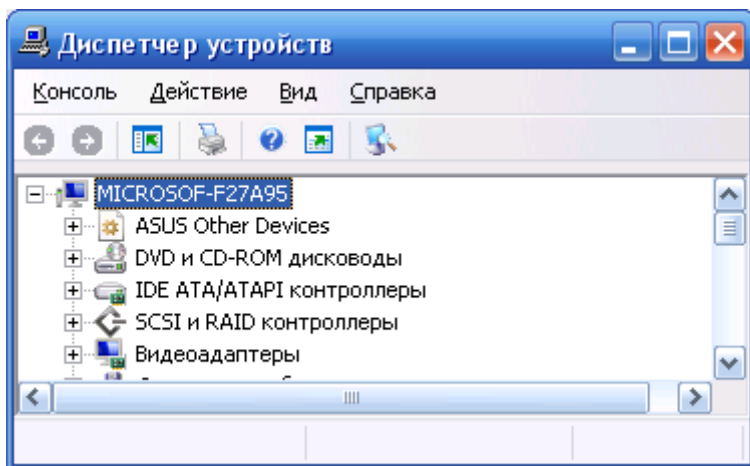 Диспетчер устройств
Консоль Действие Вид Справка
MICROSOF-F27A95
ASUS Other Devices
DVD и CD-ROM дисководы
IDE ATA/ATAPI контроллеры
SCSI и RAID контроллеры
Видеоадаптеры